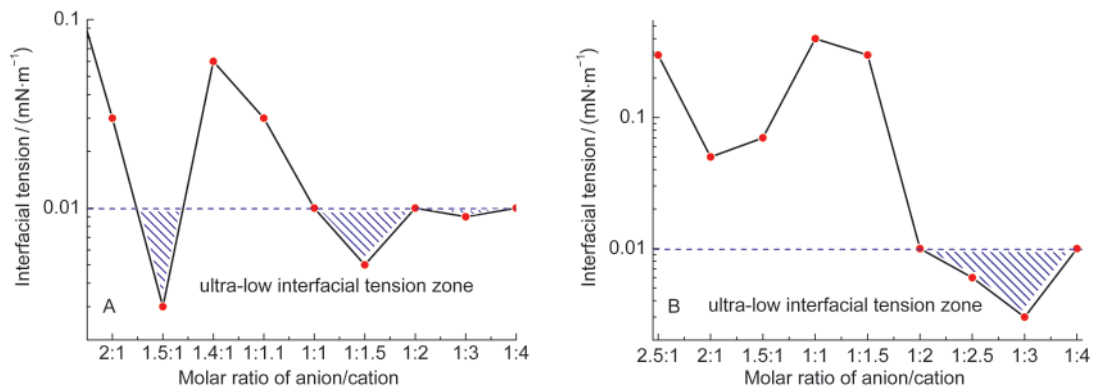 0.1
0.01
Interfacial tension / (mN·m⁻¹)
A
ultra-low interfacial tension zone
2:1 1.5:1 1.4:1 1:1.1 1:1 1:1.5 1:2 1:3 1:4
Molar ratio of anion/cation
0.1
0.01
Interfacial tension / (mN·m⁻¹)
B
ultra-low interfacial tension zone
2.5:1 2:1 1.5:1 1:1 1:1.5 1:2 1:2.5 1:3 1:4
Molar ratio of anion/cation